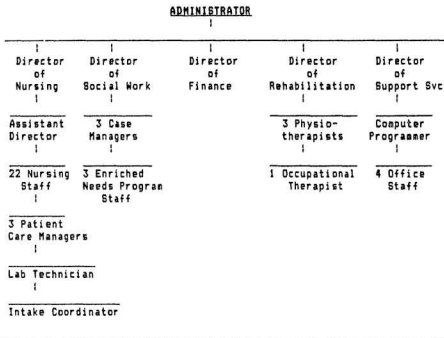 ADMINISTRATOR
Director of Nursing
Director of Social Work
Director of Finance
Director of Rehabilitation
Director of Support Svc
Assistant Director
3 Case Managers
3 Physio-therapists
Computer Programmer
22 Nursing Staff
3 Enriched Needs Program Staff
1 Occupational Therapist
4 Office Staff
3 Patient Care Managers
Lab Technician
Intake Coordinator